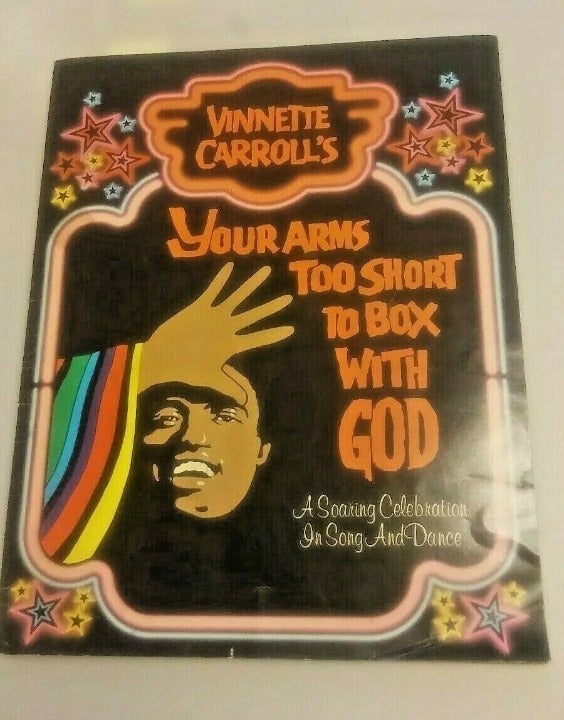 VINNETTE
CARROLL'S
YOUR ARMS
TOO SHORT
TO BOX
WITH
GOD
A Soaring Celebration
In Song And Dance